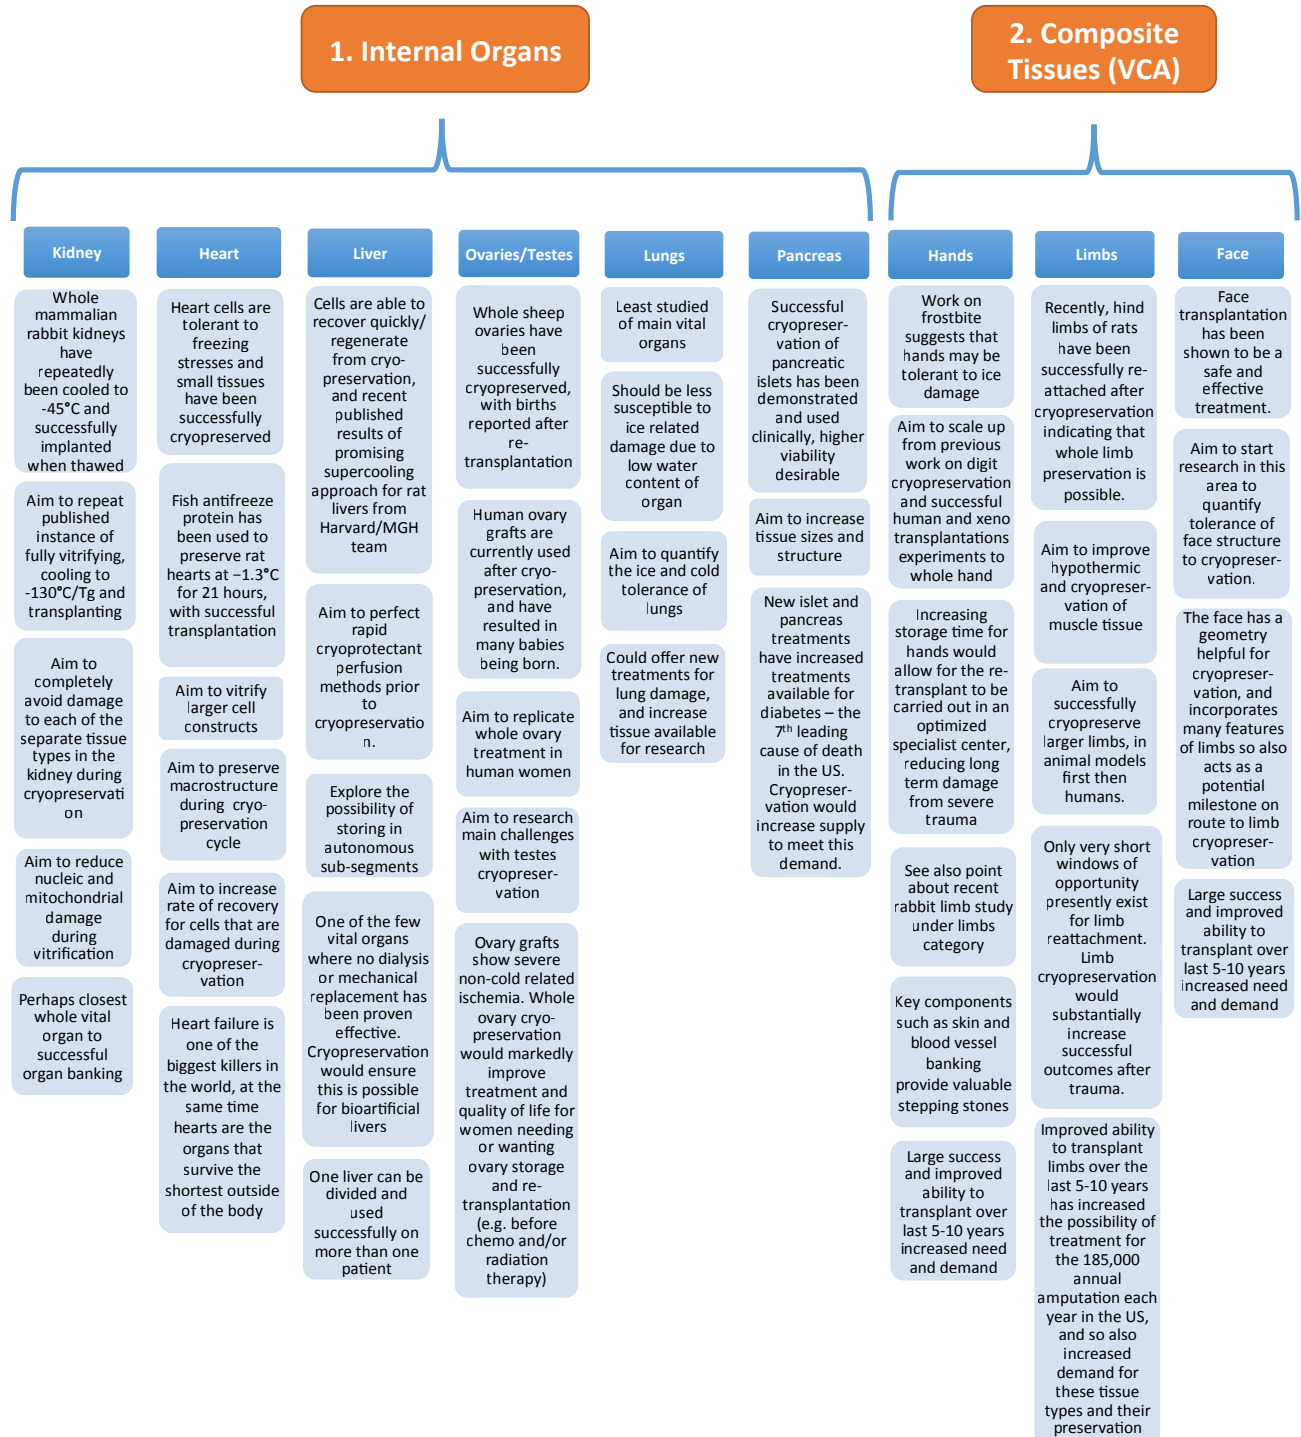 1. Internal Organs
2. Composite
Tissues (VCA)
Kidney
Whole
mammalian
rabbit kidneys
have
repeatedly
been cooled to
-45°C and
successfully
implanted
when thawed
Aim to repeat
published
instance of
fully vitrifying,
cooling to
-130°C/Tg and
transplanting
Aim to
completely
avoid damage
to each of the
separate tissue
types in the
kidney during
cryopreservati
on
Aim to reduce
nucleic and
mitochondrial
damage
during
vitrification
Perhaps closest
whole vital
organ to
successful
organ banking
Heart
Heart cells are
tolerant to
freezing
stresses and
small tissues
have been
successfully
cryopreserved
Fish antifreeze
protein has
been used to
preserve rat
hearts at −1.3°C
for 21 hours,
with successful
transplantation
Aim to vitrify
larger cell
constructs
Aim to preserve
macrostructure
during cryo-
preservation
cycle
Aim to increase
rate of recovery
for cells that are
damaged during
cryopreser-
vation
Heart failure is
one of the
biggest killers in
the world, at the
same time
hearts are the
organs that
survive the
shortest outside
of the body
Liver
Cells are able to
recover quickly/
regenerate
from cryo-
preservation,
and recent
published
results of
promising
supercooling
approach for rat
livers from
Harvard/MGH
team
Aim to perfect
rapid
cryoprotectant
perfusion
methods prior
to
cryopreservatio
n.
Explore the
possibility of
storing in
autonomous
sub-segments
One of the few
vital organs
where no dialysis
or mechanical
replacement has
been proven
effective.
Cryopreservation
would ensure
this is possible
for bioartificial
livers
One liver can be
divided and
used
successfully on
more than one
patient
Ovaries/Testes
Whole sheep
ovaries have
been
successfully
cryopreserved,
with births
reported after
re-
transplantation
Human ovary
grafts are
currently used
after cryo-
preservation,
and have
resulted in
many babies
being born.
Aim to replicate
whole ovary
treatment in
human women
Aim to research
main challenges
with testes
cryopreser-
vation
Ovary grafts
show severe
non-cold related
ischemia. Whole
ovary cryo-
preservation
would markedly
improve
treatment and
quality of life for
women needing
or wanting
ovary storage
and re-
transplantation
(e.g. before
chemo and/or
radiation
therapy)
Lungs
Least studied
of main vital
organs
Should be less
susceptible to
ice related
damage due to
low water
content of
organ
Aim to quantify
the ice and cold
tolerance of
lungs
Could offer new
treatments for
lung damage,
and increase
tissue available
for research
Pancreas
Successful
cryopreser-
vation of
pancreatic
islets has been
demonstrated
and used
clinically, higher
viability
desirable
Aim to increase
tissue sizes and
structure
New islet and
pancreas
treatments
have increased
treatments
available for
diabetes – the
7th leading
cause of death
in the US.
Cryopreser-
vation would
increase supply
to meet this
demand.
Hands
Work on
frostbite
suggests that
hands may be
tolerant to ice
damage
Aim to scale up
from previous
work on digit
cryopreservation
and successful
human and xeno
transplantations
experiments to
whole hand
Increasing
storage time for
hands would
allow for the re-
transplant to be
carried out in an
optimized
specialist center,
reducing long
term damage
from severe
trauma
See also point
about recent
rabbit limb study
under limbs
category
Key components
such as skin and
blood vessel
banking
provide valuable
stepping stones
Large success
and improved
ability to
transplant over
last 5-10 years
increased need
and demand
Limbs
Recently, hind
limbs of rats
have been
successfully re-
attached after
cryopreservation
indicating that
whole limb
preservation is
possible.
Aim to improve
hypothermic
and cryopreser-
vation of
muscle tissue
Aim to
successfully
cryopreserve
larger limbs, in
animal models
first then
humans.
Only very short
windows of
opportunity
presently exist
for limb
reattachment.
Limb
cryopreservation
would
substantially
increase
successful
outcomes after
trauma.
Improved ability
to transplant
limbs over the
last 5-10 years
has increased
the possibility of
treatment for
the 185,000
annual
amputation each
year in the US,
and so also
increased
demand for
these tissue
types and their
preservation
Face
Face
transplantation
has been
shown to be a
safe and
effective
treatment.
Aim to start
research in this
area to
quantify
tolerance of
face structure
to cryopreser-
vation.
The face has a
geometry
helpful for
cryopreser-
vation, and
incorporates
many features
of limbs so also
acts as a
potential
milestone on
route to limb
cryopreser-
vation
Large success
and improved
ability to
transplant over
last 5-10 years
increased need
and demand